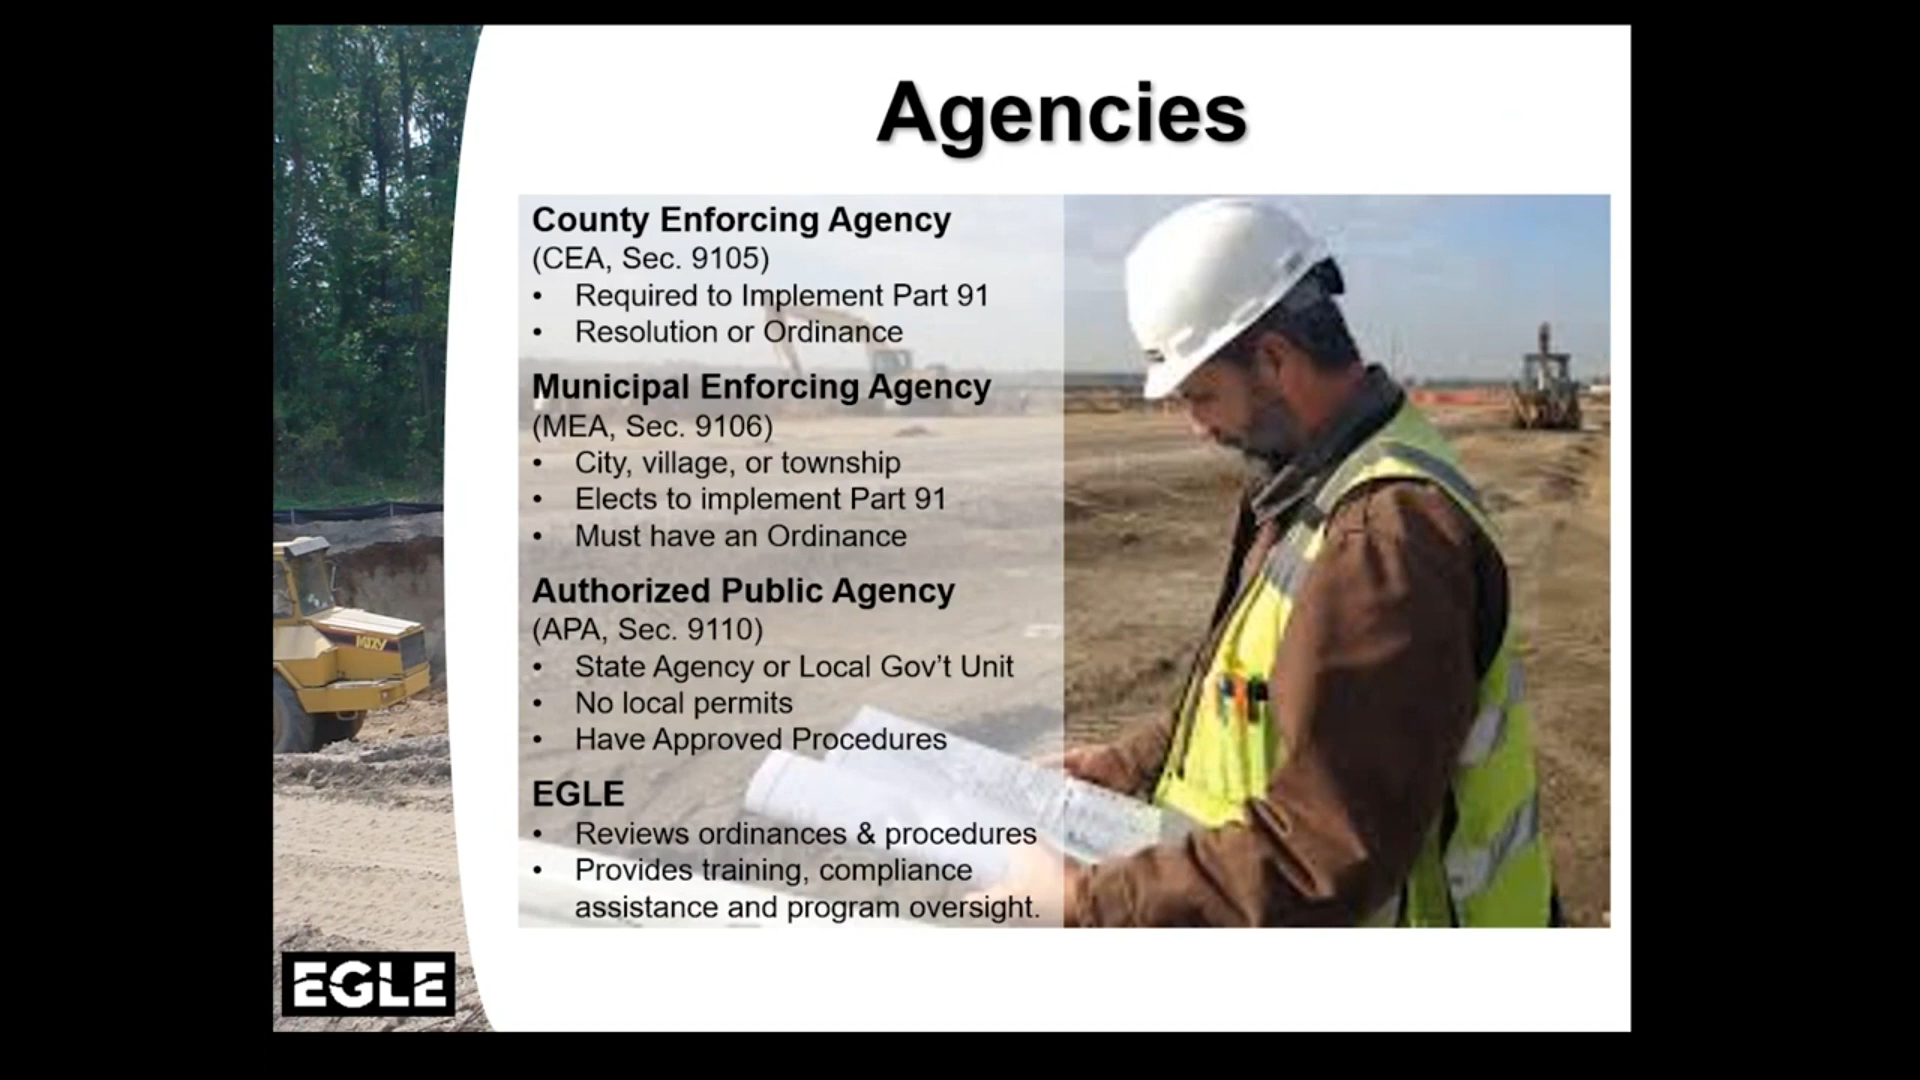 Agencies
County Enforcing Agency
(CEA, Sec. 9105)
• Required to Implement Part 91
• Resolution or Ordinance
Municipal Enforcing Agency
(MEA, Sec. 9106)
• City, village, or township
• Elects to implement Part 91
• Must have an Ordinance
Authorized Public Agency
(APA, Sec. 9110)
• State Agency or Local Gov’t Unit
• No local permits
• Have Approved Procedures
EGLE
• Reviews ordinances & procedures
• Provides training, compliance
assistance and program oversight.
EGLE